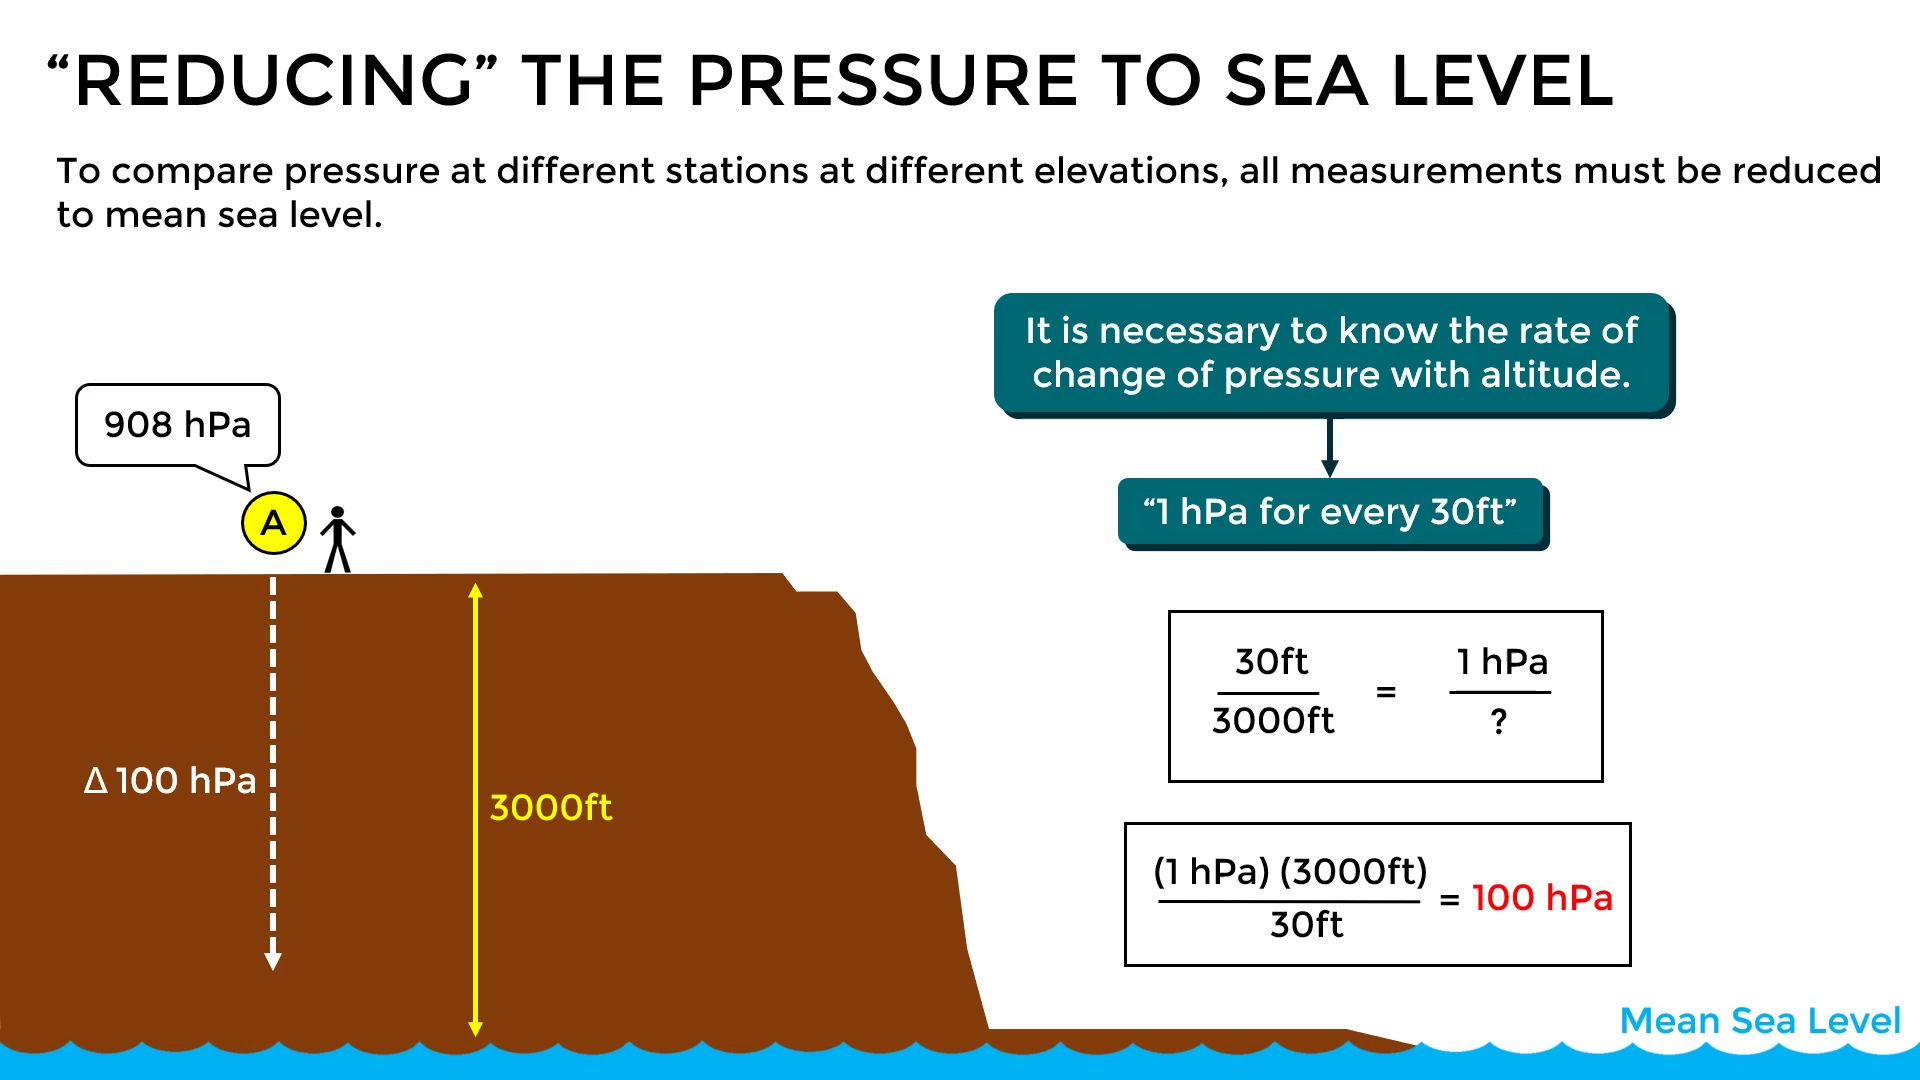 “REDUCING” THE PRESSURE TO SEA LEVEL
To compare pressure at different stations at different elevations, all measurements must be reduced
to mean sea level.
It is necessary to know the rate of
change of pressure with altitude.
“1 hPa for every 30ft”
908 hPa
A
Δ 100 hPa
3000ft
30ft
3000ft
=
1 hPa
?
(1 hPa) (3000ft)
30ft
= 100 hPa
Mean Sea Level